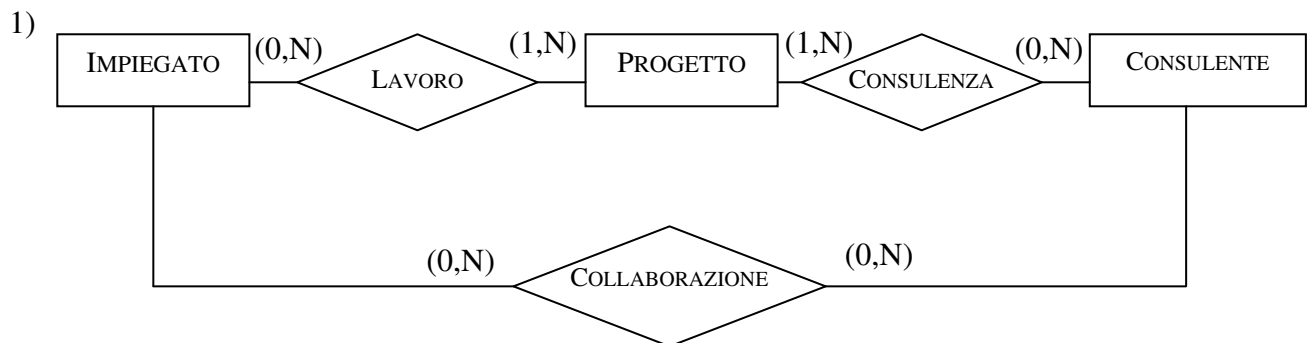 1)
IMPIEGATO (0,N) LAVORO (1,N) PROGETTO (1,N) CONSULENZA (0,N) CONSULENTE
(0,N) COLLABORAZIONE (0,N)